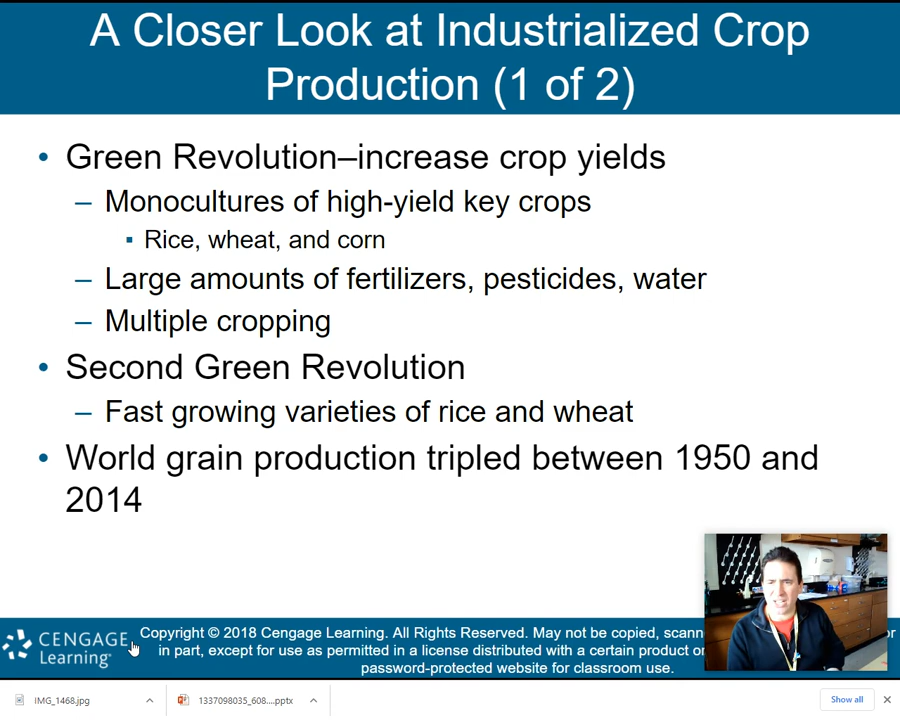 A Closer Look at Industrialized Crop
Production (1 of 2)
• Green Revolution–increase crop yields
– Monocultures of high-yield key crops
▪ Rice, wheat, and corn
– Large amounts of fertilizers, pesticides, water
– Multiple cropping
• Second Green Revolution
– Fast growing varieties of rice and wheat
• World grain production tripled between 1950 and
2014
CENGAGE
Learning
Copyright © 2018 Cengage Learning. All Rights Reserved. May not be copied, scann
or
in part, except for use as permitted in a license distributed with a certain product or
password-protected website for classroom use.
IMG_1468.jpg
1337098035_608....pptx
Show all